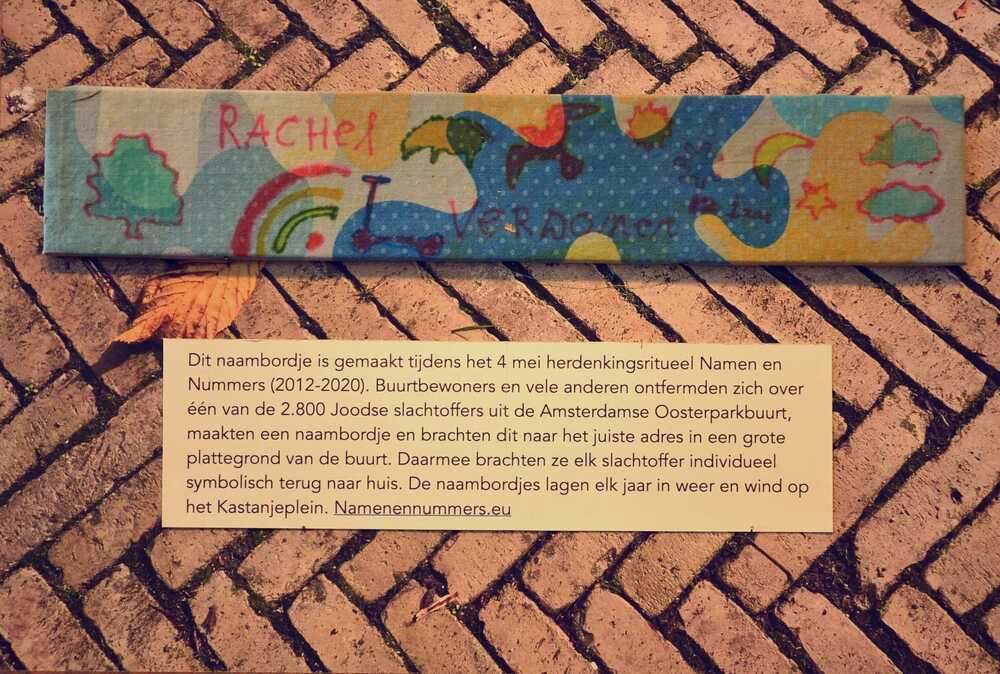 RACHel
VerDoner 12 Jaar
Dit naambordje is gemaakt tijdens het 4 mei herdenkingsritueel Namen en
Nummers (2012-2020). Buurtbewoners en vele anderen ontfermden zich over
één van de 2.800 Joodse slachtoffers uit de Amsterdamse Oosterparkbuurt,
maakten een naambordje en brachten dit naar het juiste adres in een grote
plattegrond van de buurt. Daarmee brachten ze elk slachtoffer individueel
symbolisch terug naar huis. De naambordjes lagen elk jaar in weer en wind op
het Kastanjeplein. Namenennummers.eu